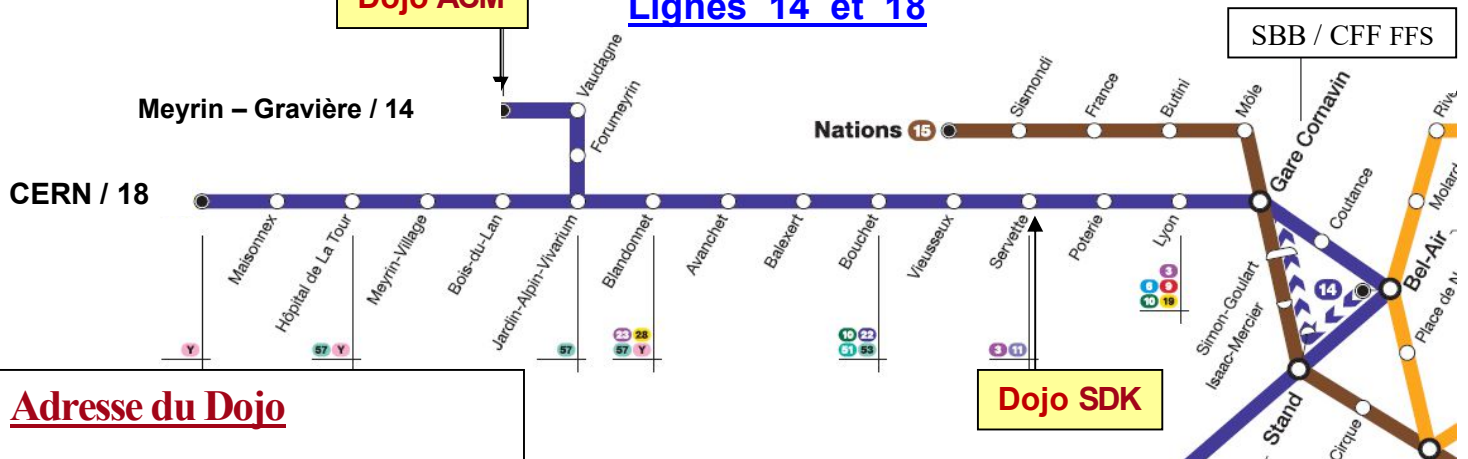 Dojo ACM
Lignes 14 et 18
SBB / CFF FFS
Meyrin – Gravière / 14
Vaudagne
Forumeyrin
Nations 15
Sismondi
France
Butini
Môle
Gare Cornavin
Coutance
Molard
Bel-Air
CERN / 18
Maisonnex
Hôpital de La Tour
Meyrin-Village
Bois-du-Lan
Jardin-Alpin-Vivarium
Blandonnet
Avanchet
Balexert
Bouchet
Vieusseux
Servette
Poterie
Lyon
14
Simon-Goulart
Isaac-Mercier
Place de
Stand
Cirque
Y
57 Y
57
23 28
57 Y
10 22
51 53
3 11
3
6 9
10 19
Dojo SDK
Adresse du Dojo